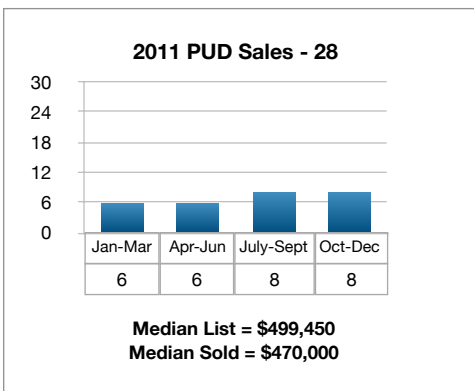 2011 PUD Sales - 28
30
24
18
12
6
0
Jan-Mar Apr-Jun July-Sept Oct-Dec
6 6 8 8
Median List = $499,450
Median Sold = $470,000